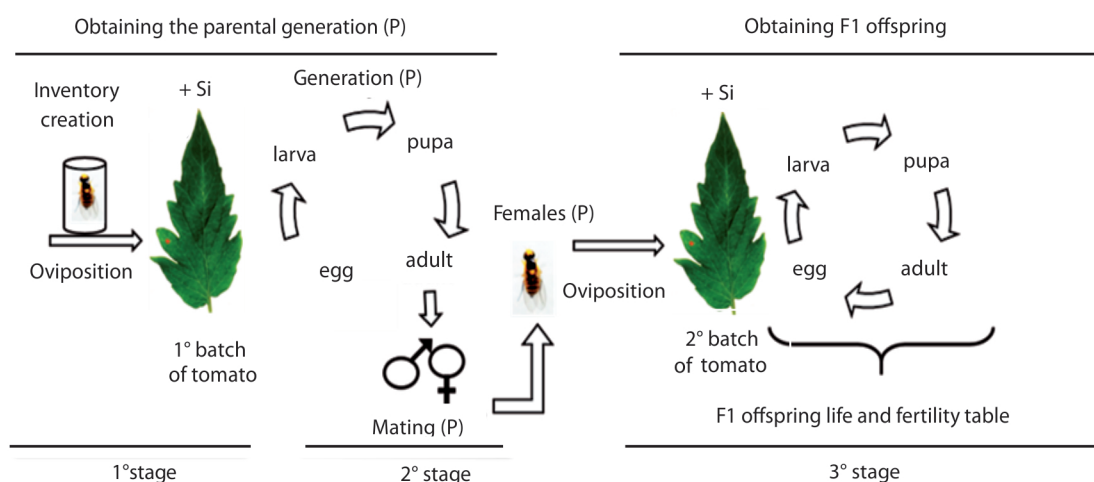 Obtaining the parental generation (P)
Obtaining F1 offspring
Inventory
creation
+ Si
Generation (P)
larva
pupa
egg
adult
Oviposition
1° batch
of tomato
Mating (P)
Females (P)
Oviposition
+ Si
larva
pupa
egg
adult
2° batch
of tomato
F1 offspring life and fertility table
1°stage
2° stage
3° stage